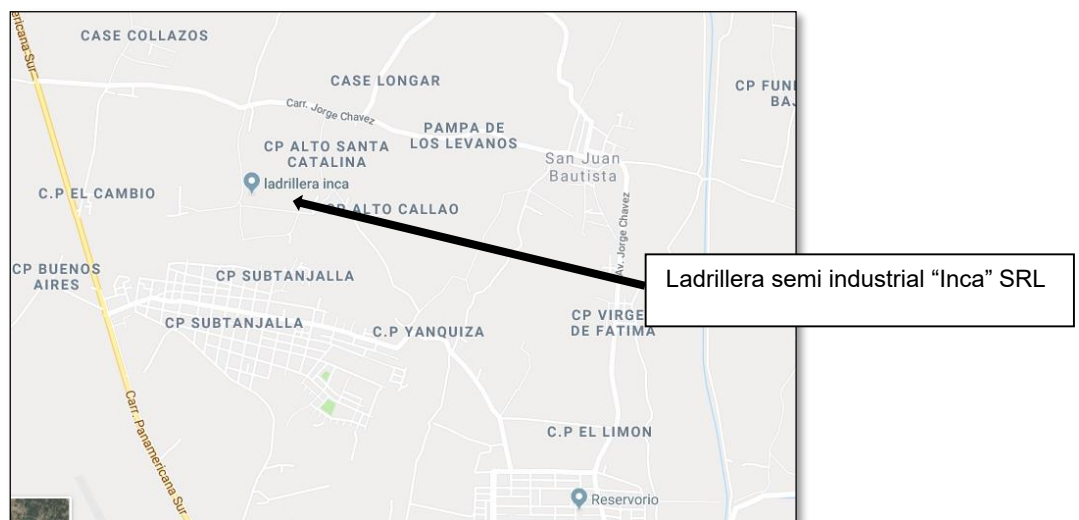 ericana Sur
CASE COLLAZOS
CASE LONGAR
CP FUN
BA
Carr. Jorge Chavez
PAMPA DE
LOS LEVANOS
CP ALTO SANTA
CATALINA
San Juan
Bautista
ladrillera inca
C.P EL CAMBIO
CP ALTO CALLAO
Av. Jorge Chavez
Ladrillera semi industrial “Inca” SRL
CP BUENOS
AIRES
CP SUBTANJALLA
CP SUBTANJALLA
C.P YANQUIZA
CP VIRGE
DE FATIMA
Carr. Panamericana Sur
C.P EL LIMON
Reservorio